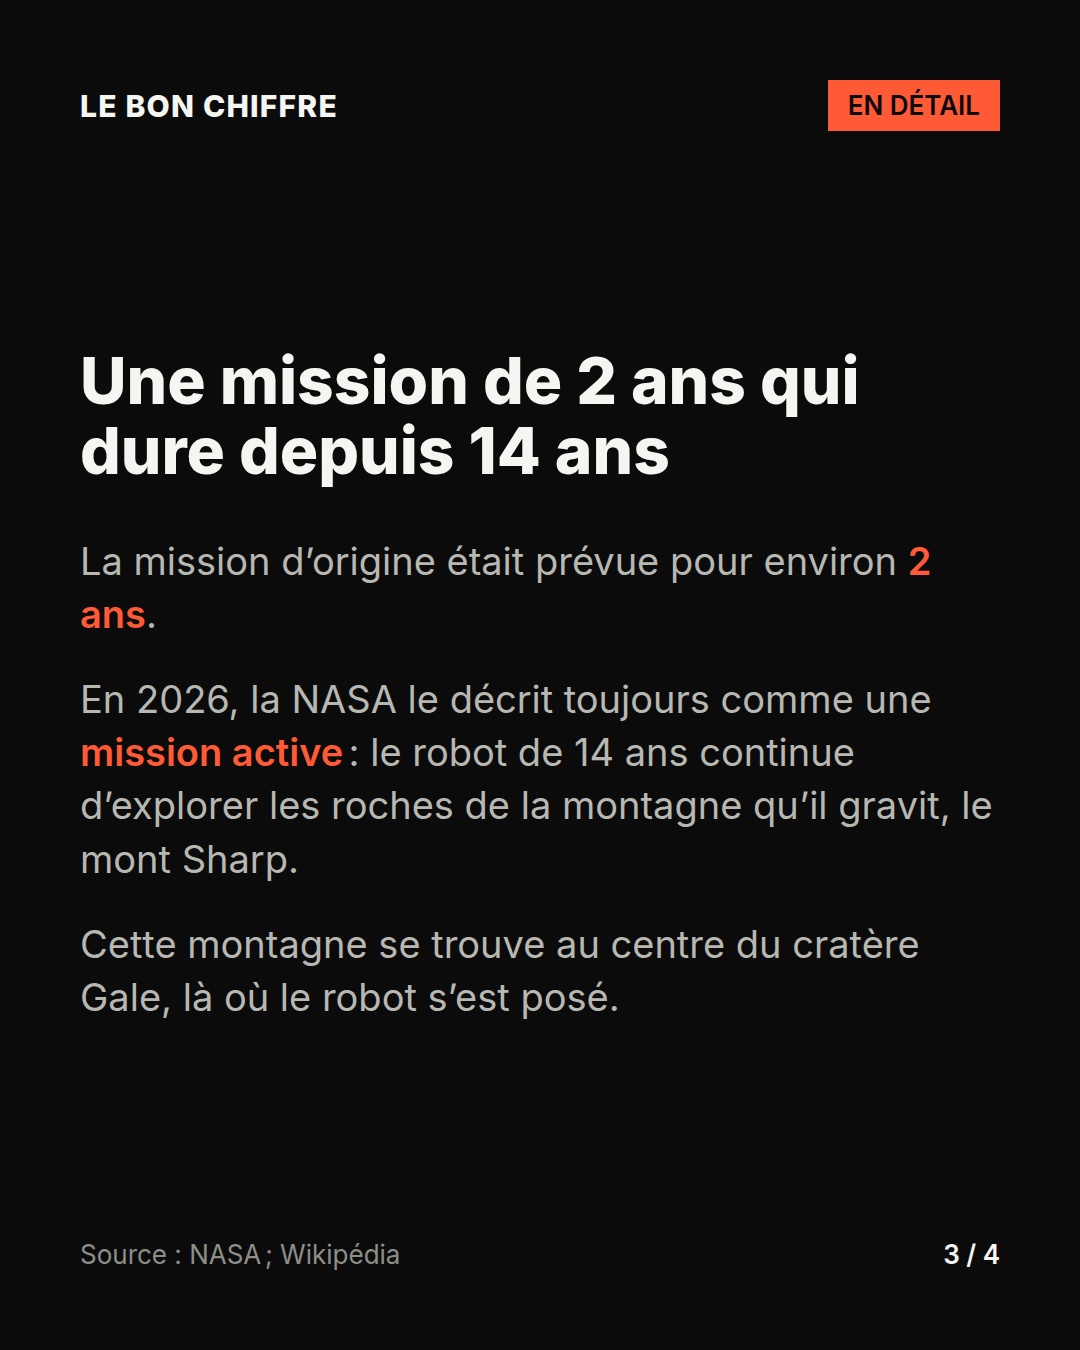 LE BON CHIFFRE
EN DÉTAIL
Une mission de 2 ans qui
dure depuis 14 ans
La mission d’origine était prévue pour environ 2
ans.
En 2026, la NASA le décrit toujours comme une
mission active : le robot de 14 ans continue
d’explorer les roches de la montagne qu’il gravit, le
mont Sharp.
Cette montagne se trouve au centre du cratère
Gale, là où le robot s’est posé.
Source : NASA ; Wikipédia
3 / 4